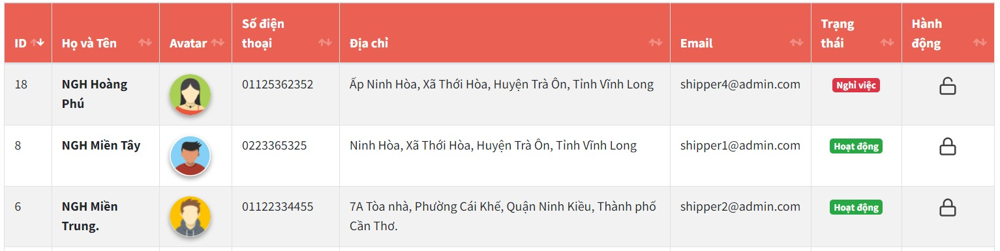 ID
Họ và Tên
Avatar
Số điện
thoại
Địa chỉ
Email
Trạng
thái
Hành
động
18
NGH Hoàng
Phú
01125362352
Ấp Ninh Hòa, Xã Thới Hòa, Huyện Trà Ôn, Tỉnh Vĩnh Long
shipper4@admin.com
Nghỉ việc
8
NGH Miền Tây
0223365325
Ninh Hòa, Xã Thới Hòa, Huyện Trà Ôn, Tỉnh Vĩnh Long
shipper1@admin.com
Hoạt động
6
NGH Miền
Trung.
01122334455
7A Tòa nhà, Phường Cái Khế, Quận Ninh Kiều, Thành phố
Cần Thơ.
shipper2@admin.com
Hoạt động